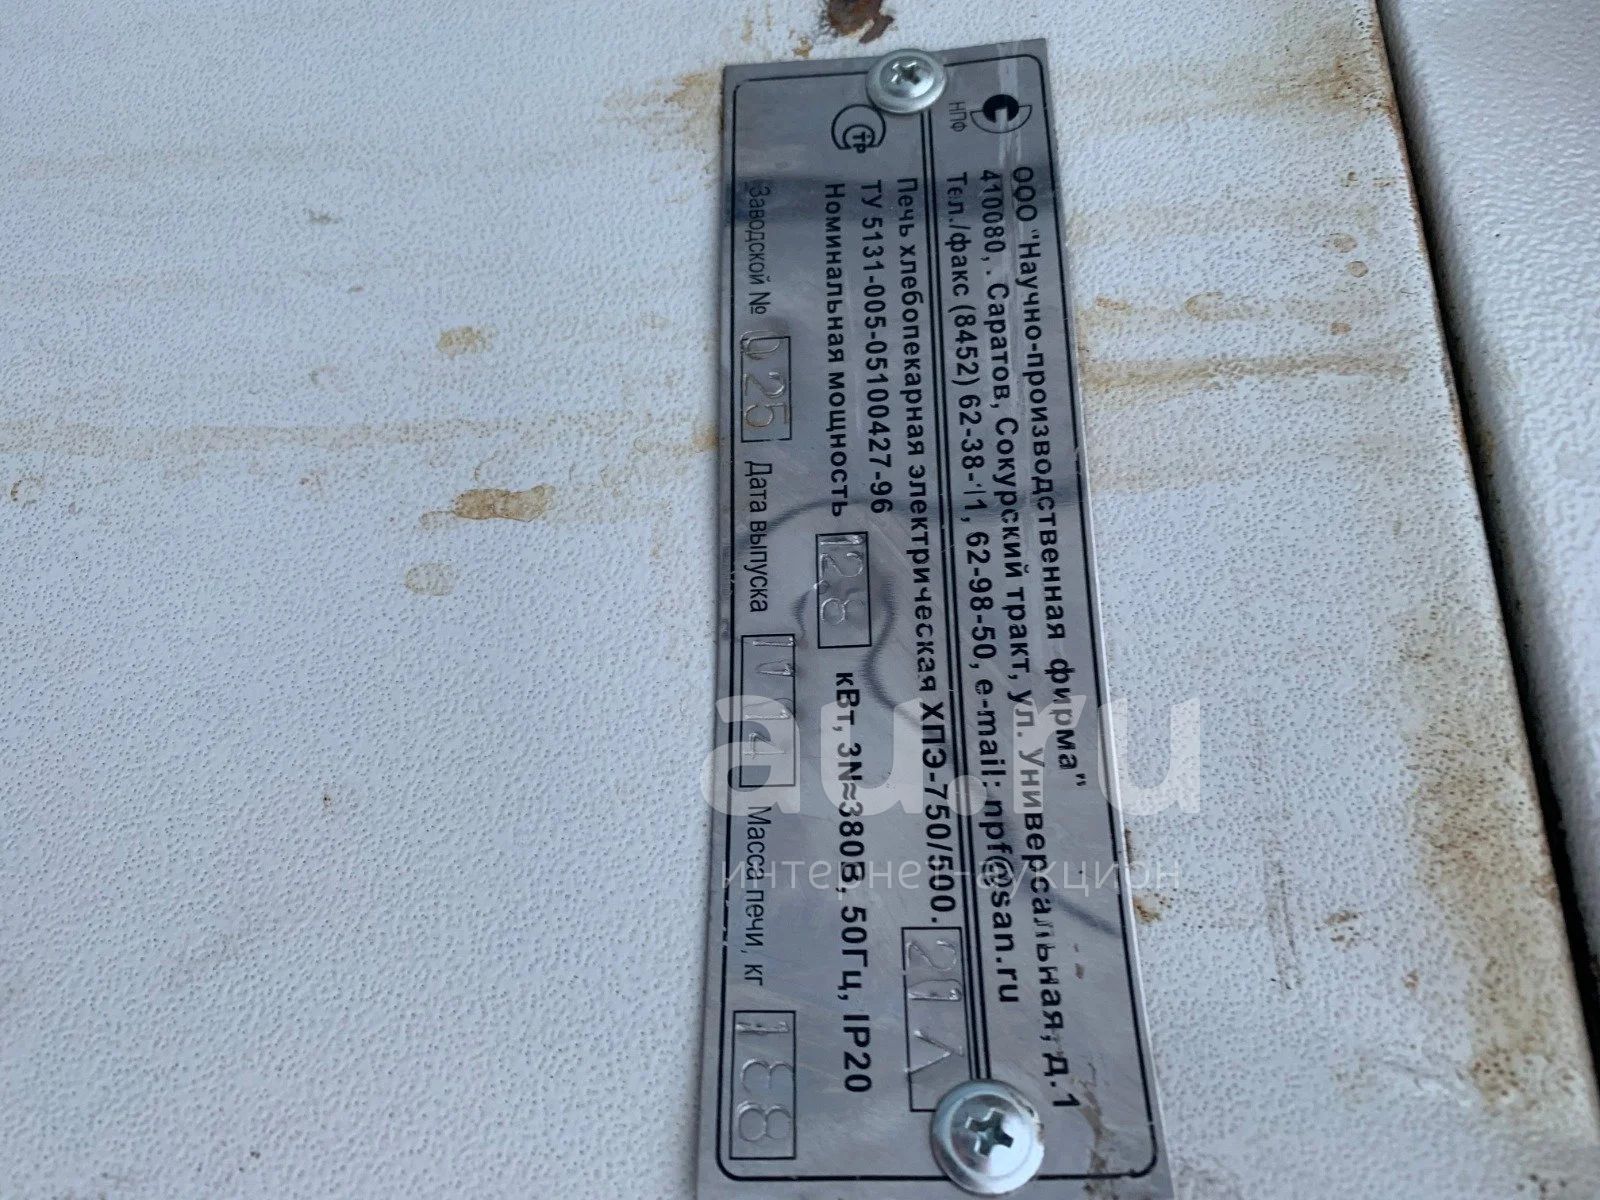 НПФ
ООО "Научно-производственная фирма"
410080, . Саратов, Сокурский тракт, ул. Универсальная, д.1
Тел./факс (8452) 62-38-11, 62-98-50, e-mail: npf@san.ru
Печь хлебопекарная электрическая ХПЭ-750/500. 21
ТУ 5131-005-05100427-96
Номинальная мощность 12,8 кВт, 3N≈380В, 50Гц, IP20
Заводской № 025 Дата выпуска IV 14 Масса печи, кг 188
au.ru
интернет-аукцион